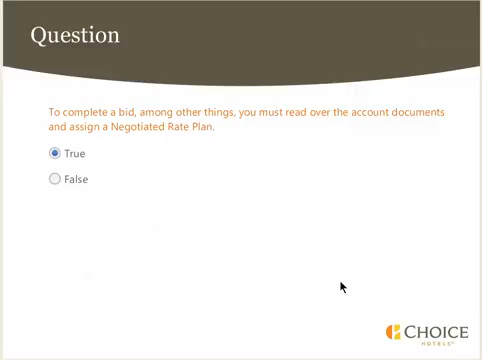 Question
To complete a bid, among other things, you must read over the account documents
and assign a Negotiated Rate Plan.
True
False
CHOICE
HOTELS™